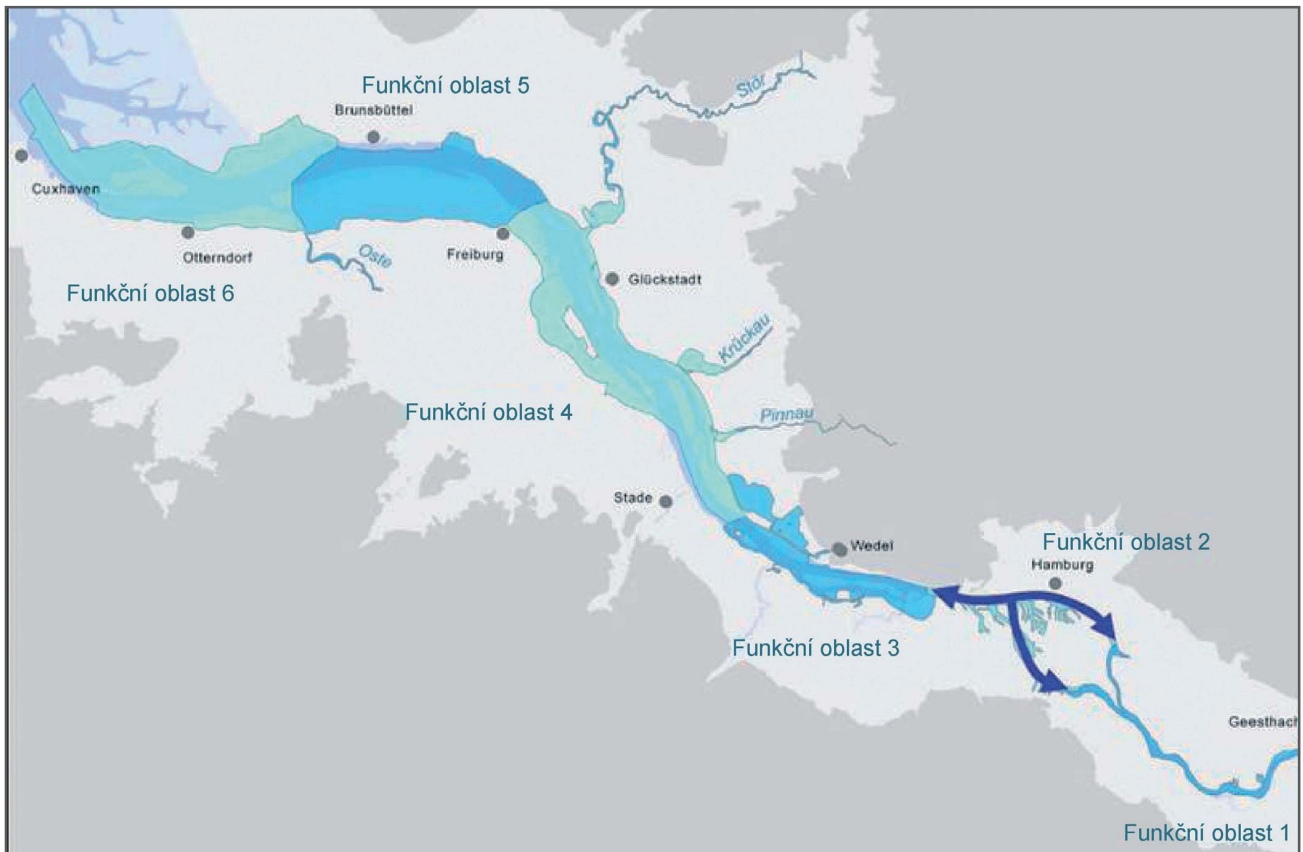 Funkční oblast 5
Brunsbüttel
Stör
Cuxhaven
Otterndorf
Oste
Freiburg
Glückstadt
Funkční oblast 6
Krückau
Funkční oblast 4
Pinnau
Stade
Wedel
Funkční oblast 2
Hamburg
Funkční oblast 3
Geesthach
Funkční oblast 1